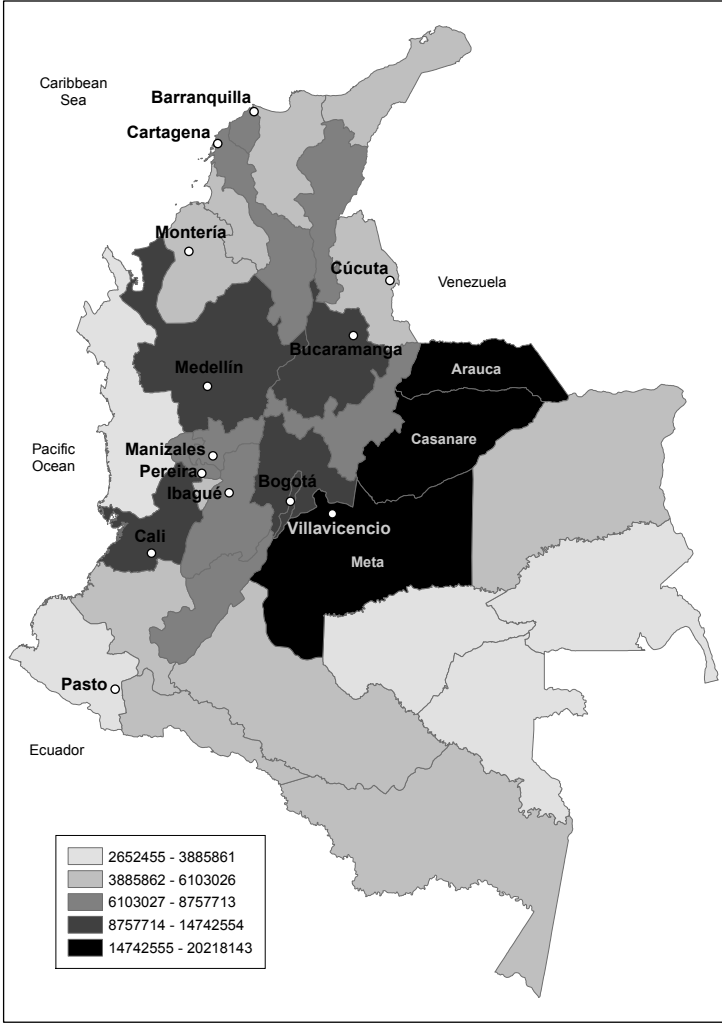 Caribbean
Sea
Barranquilla
Cartagena
Montería
Cúcuta
Venezuela
Bucaramanga
Medellín
Arauca
Casanare
Pacific
Ocean
Manizales
Pereira
Ibagué
Bogotá
Villavicencio
Cali
Meta
Pasto
Ecuador
2652455 - 3885861
3885862 - 6103026
6103027 - 8757713
8757714 - 14742554
14742555 - 20218143